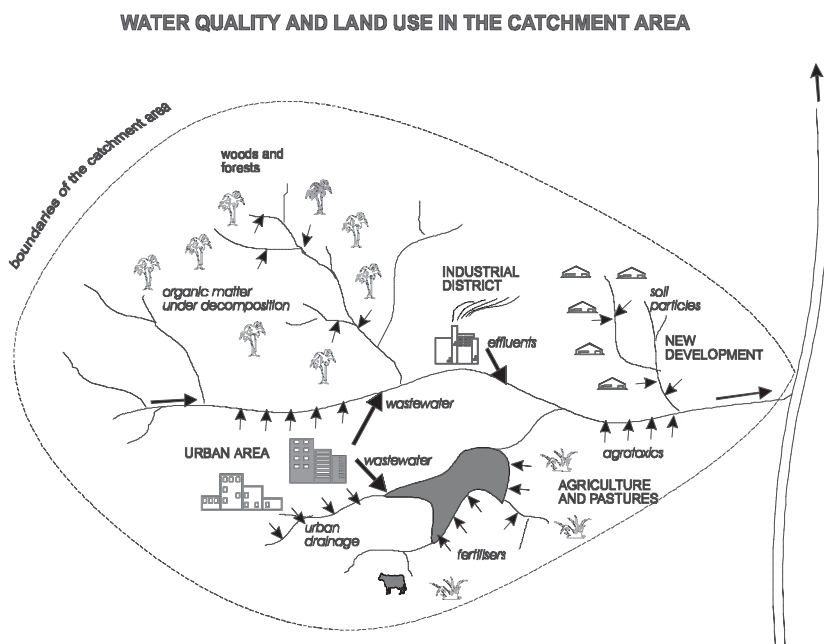 WATER QUALITY AND LAND USE IN THE CATCHMENT AREA
boundaries of the catchment area
woods and
forests
organic matter
under decomposition
INDUSTRIAL
DISTRICT
effluents
soil
particles
NEW
DEVELOPMENT
wastewater
URBAN AREA
wastewater
agrotoxics
AGRICULTURE
AND PASTURES
urban
drainage
fertilisers